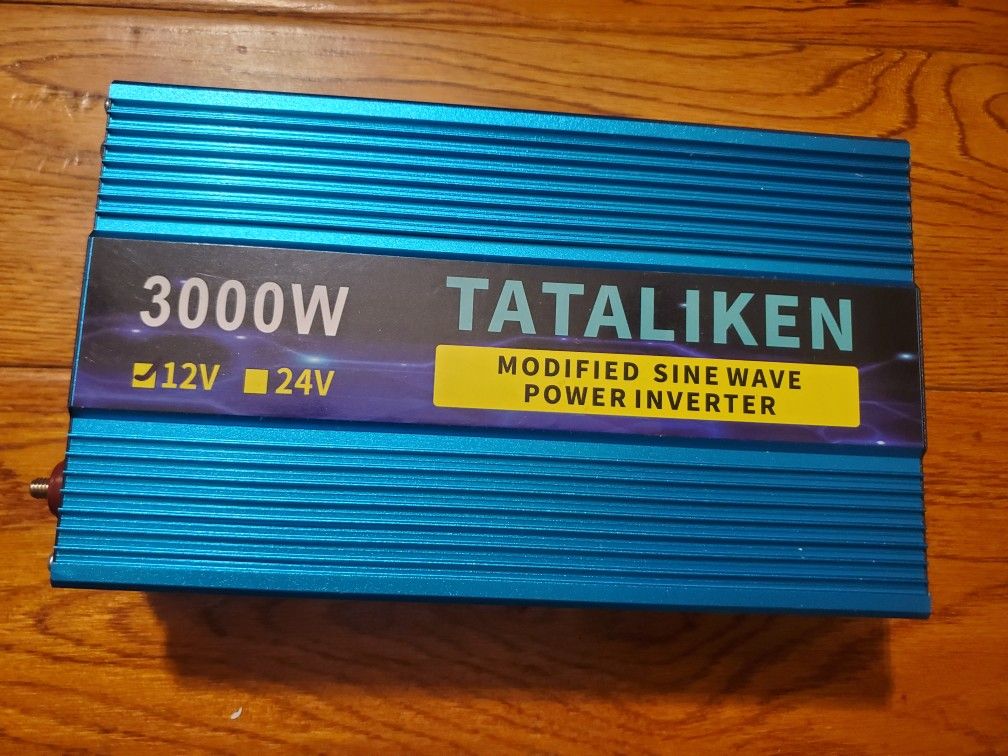 3000W
12V 24V
TATALIKEN
MODIFIED SINE WAVE
POWER INVERTER